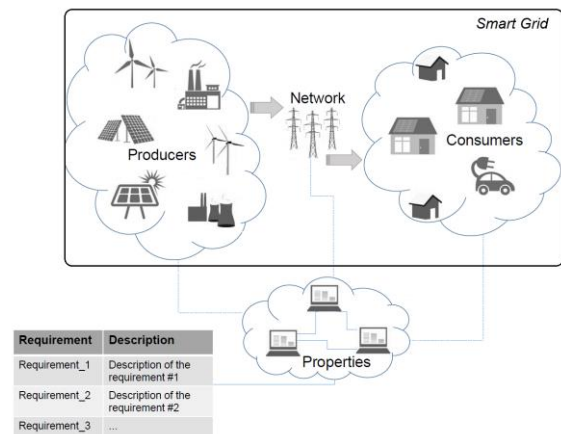 Smart Grid
Network
Producers
Consumers
Properties
Requirement Description
Requirement_1 Description of the
requirement #1
Requirement_2 Description of the
requirement #2
Requirement_3 ...